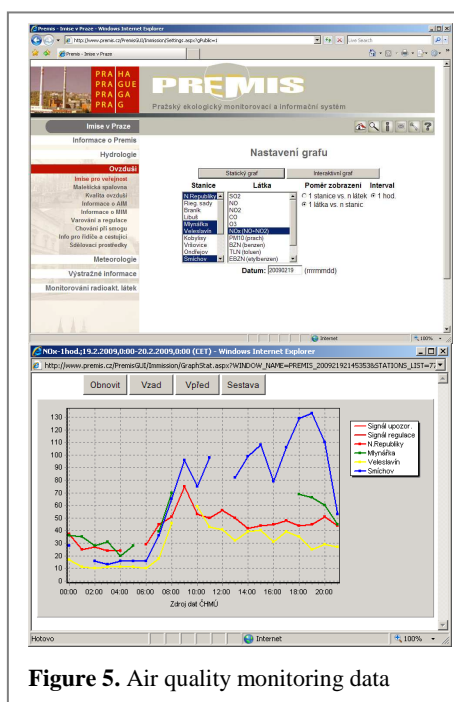 Premis - Imise v Praze - Windows Internet Explorer
http://www.premis.cz/PremisGUI/Immission/Settings.aspx?gPublic=1
Live Search
Premis - Imise v Praze
PRA HA
PRA GUE
PRA GA
PRA G
PREMIS
Pražský ekologický monitorovací a informační systém
Imise v Praze
Informace o Premis
Hydrologie
Ovzduší
Imise pro veřejnost
Malešická spalovna
Kvalita ovzduší
Informace o AIM
Informace o MIM
Varování a regulace
Chování při smogu
Info pro řidiče a cestující
Sdělovací prostředky
Meteorologie
Výstražné informace
Monitorování radioakt. látek
Nastavení grafu
Statický graf Interaktivní graf
Stanice Látka Poměr zobrazení Interval
N.Republiky
Rieg. sady
Braník
Libuš
Mlynářka
Veleslavín
Kobylisy
Vršovice
Ondřejov
Smíchov
SO2
NO
NO2
CO
O3
NOx (NO+NO2)
PM10 (prach)
BZN (benzen)
TLN (toluen)
EBZN (etylbenzen)
1 stanice vs. n látek
1 látka vs. n stanic
1 hod.
Datum: 20090219 (rrrrmmdd)
Internet 100%
NOx-1hod.;19.2.2009,0:00-20.2.2009,0:00 (CET) - Windows Internet Explorer
http://www.premis.cz/PremisGUI/Immission/GraphStat.aspx?WINDOW_NAME=PREMIS_20092192145353&STATIONS_LIST=77
Obnovit Vzad Vpřed Sestava
130
120
110
100
90
80
70
60
50
40
30
20
10
0
00:00 02:00 04:00 06:00 08:00 10:00 12:00 14:00 16:00 18:00 20:00
Zdroj dat ČHMÚ
Signál upozor.
Signál regulace
N.Republiky
Mlynářka
Veleslavín
Smíchov
Hotovo Internet 100%
Figure 5. Air quality monitoring data